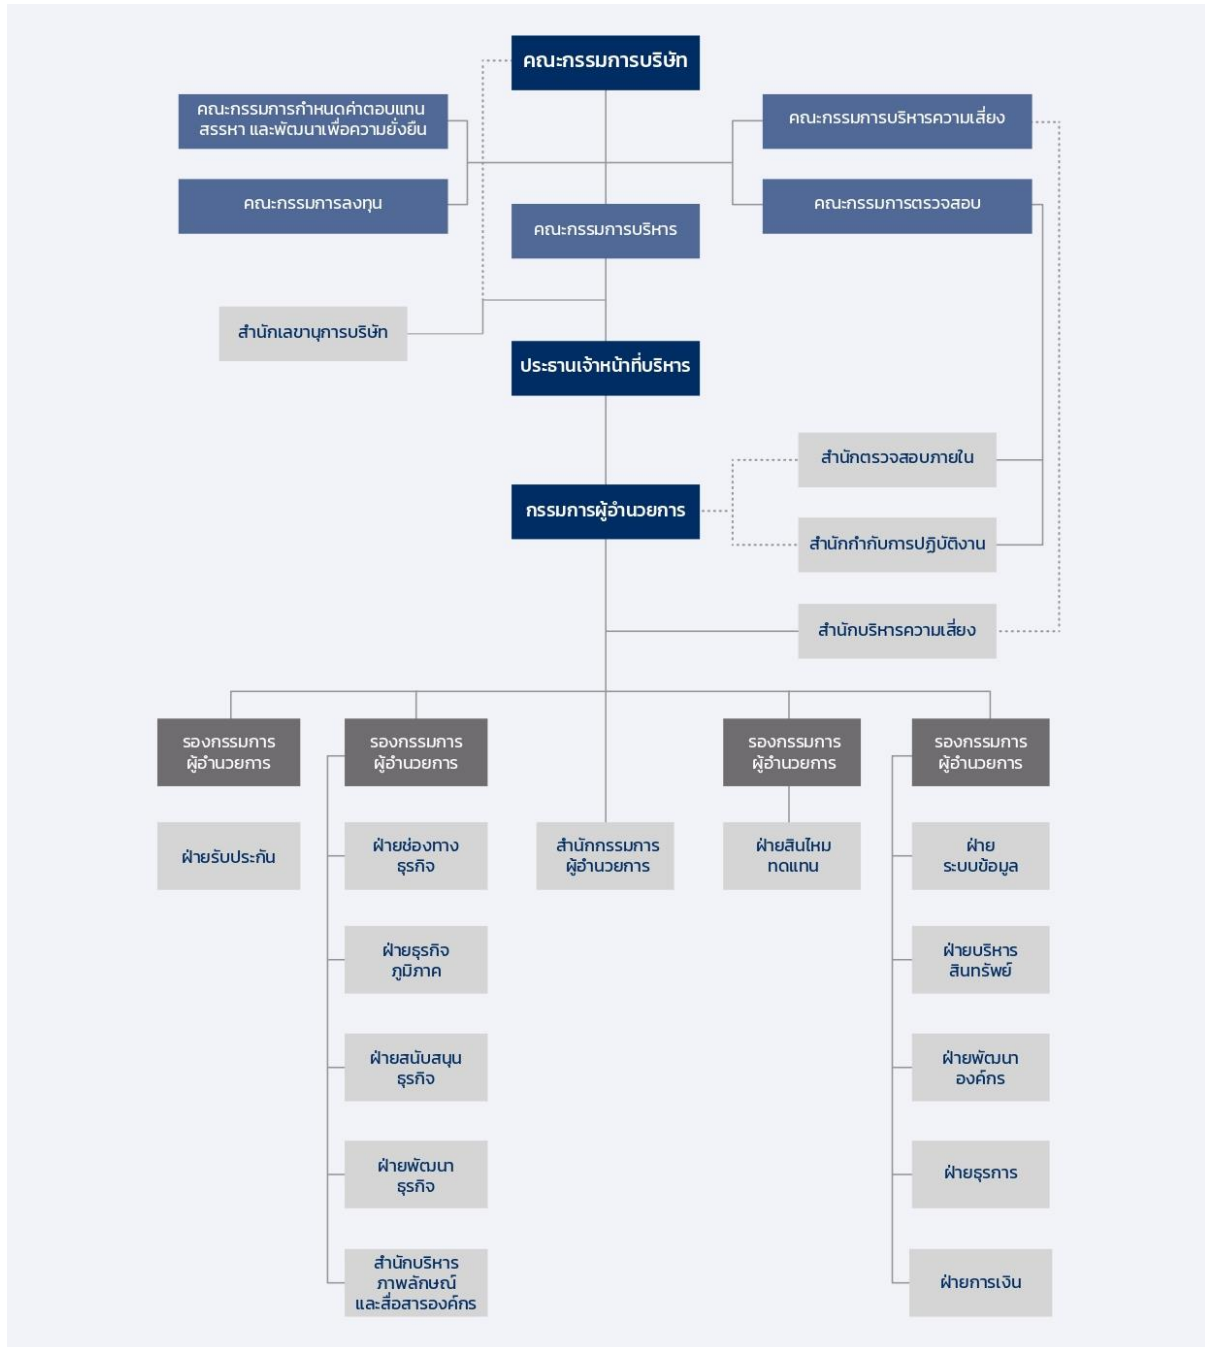 คณะกรรมการบริษัท
คณะกรรมการกำหนดค่าตอบแทน
สรรหา และพัฒนาเพื่อความยั่งยืน
คณะกรรมการบริหารความเสี่ยง
คณะกรรมการลงทุน
คณะกรรมการตรวจสอบ
คณะกรรมการบริหาร
สำนักเลขานุการบริษัท
ประธานเจ้าหน้าที่บริหาร
สำนักตรวจสอบภายใน
กรรมการผู้อำนวยการ
สำนักกำกับการปฏิบัติงาน
สำนักบริหารความเสี่ยง
รองกรรมการ
ผู้อำนวยการ
รองกรรมการ
ผู้อำนวยการ
รองกรรมการ
ผู้อำนวยการ
รองกรรมการ
ผู้อำนวยการ
ฝ่ายรับประกัน
ฝ่ายช่องทาง
ธุรกิจ
สำนักกรรมการ
ผู้อำนวยการ
ฝ่ายสินไหม
ทดแทน
ฝ่าย
ระบบข้อมูล
ฝ่ายธุรกิจ
ภูมิภาค
ฝ่ายบริหาร
สินทรัพย์
ฝ่ายสนับสนุน
ธุรกิจ
ฝ่ายพัฒนา
องค์กร
ฝ่ายพัฒนา
ธุรกิจ
ฝ่ายธุรการ
สำนักบริหาร
ภาพลักษณ์
และสื่อสารองค์กร
ฝ่ายการเงิน